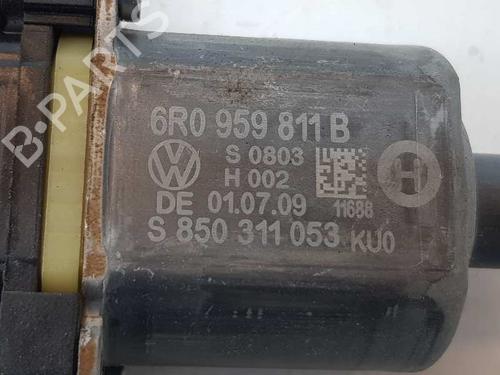 B-PARTS
6R0 959 811 B
S 0803
H 002
DE 01.07.09 11688
S 850 311 053 KU0
H